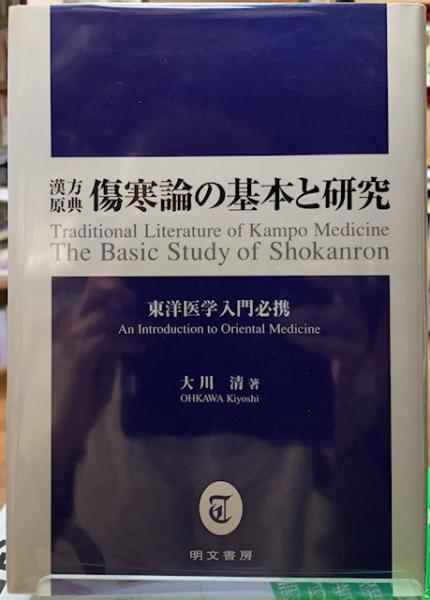 漢方
原典 傷寒論の基本と研究
Traditional Literature of Kampo Medicine
The Basic Study of Shokanron
東洋医学入門必携
An Introduction to Oriental Medicine
大川 清 著
OHKAWA Kiyoshi
明文書房